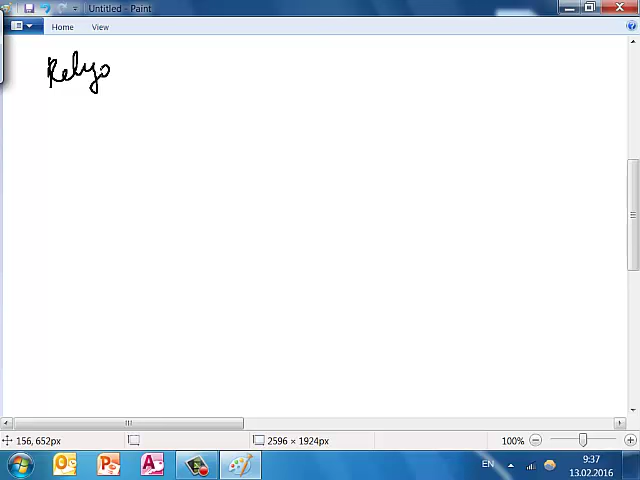 Untitled - Paint
Home View
Relyo
156, 652px 2596 × 1924px 100%
EN 9:37
13.02.2016